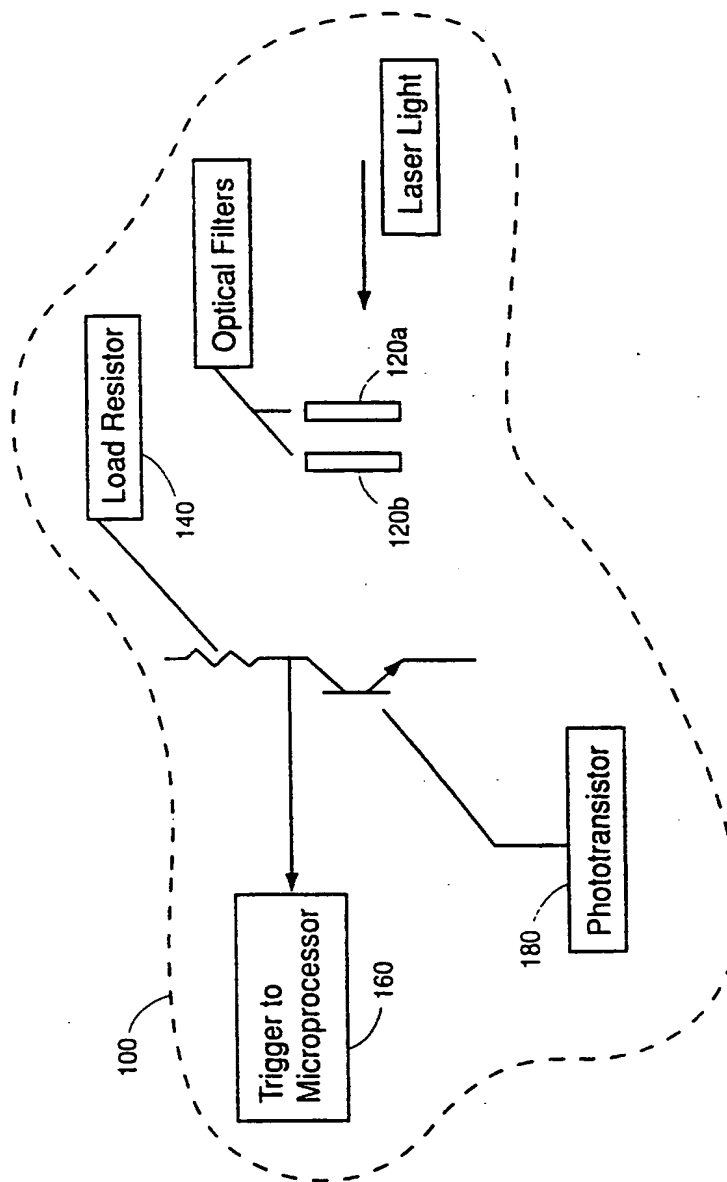 100
Trigger to
Microprocessor
160
Load Resistor
140
Optical Filters
120b
120a
Laser Light
Phototransistor
180